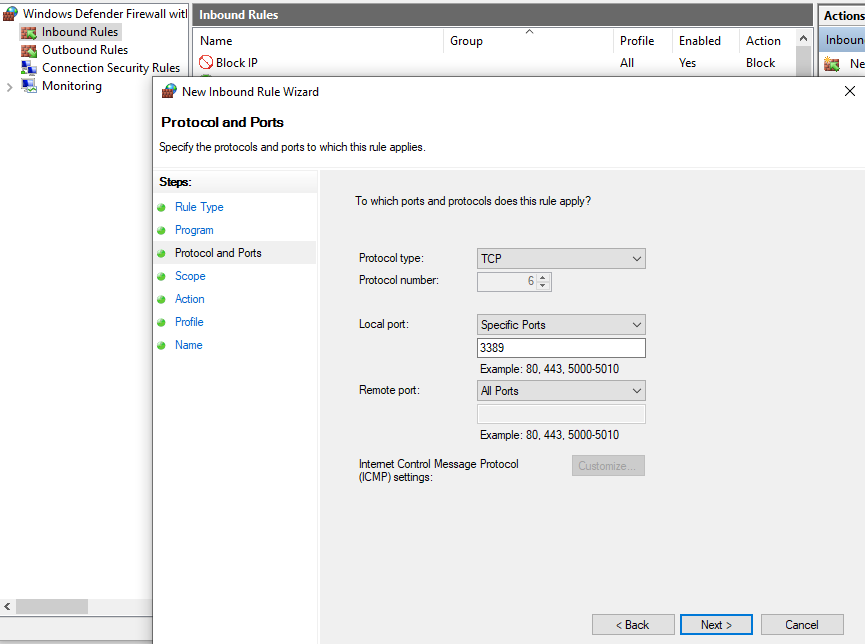 Windows Defender Firewall with
Inbound Rules
Outbound Rules
Connection Security Rules
Monitoring
Inbound Rules
Name Group Profile Enabled Action
Block IP All Yes Block
Actions
Inboun
Ne
New Inbound Rule Wizard
Protocol and Ports
Specify the protocols and ports to which this rule applies.
Steps:
Rule Type
Program
Protocol and Ports
Scope
Action
Profile
Name
To which ports and protocols does this rule apply?
Protocol type: TCP
Protocol number: 6
Local port: Specific Ports
3389
Example: 80, 443, 5000-5010
Remote port: All Ports
Example: 80, 443, 5000-5010
Internet Control Message Protocol
(ICMP) settings:
Customize...
< Back Next > Cancel